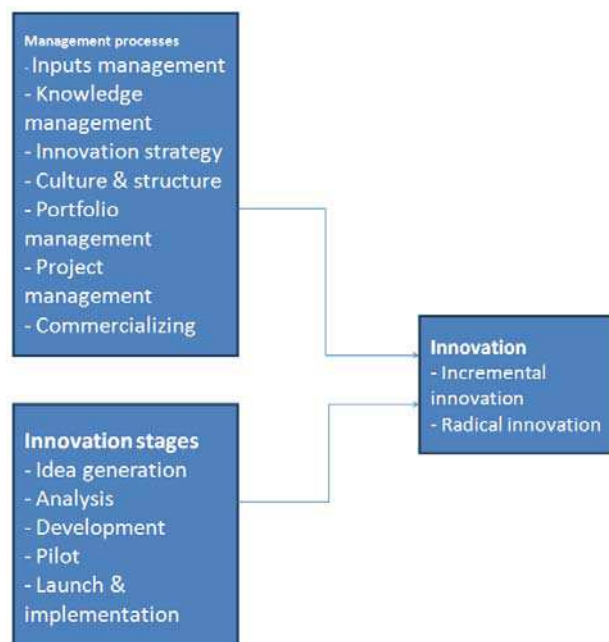 Management processes
- Inputs management
- Knowledge
management
- Innovation strategy
- Culture & structure
- Portfolio
management
- Project
management
- Commercializing
Innovation stages
- Idea generation
- Analysis
- Development
- Pilot
- Launch &
implementation
Innovation
- Incremental
innovation
- Radical innovation